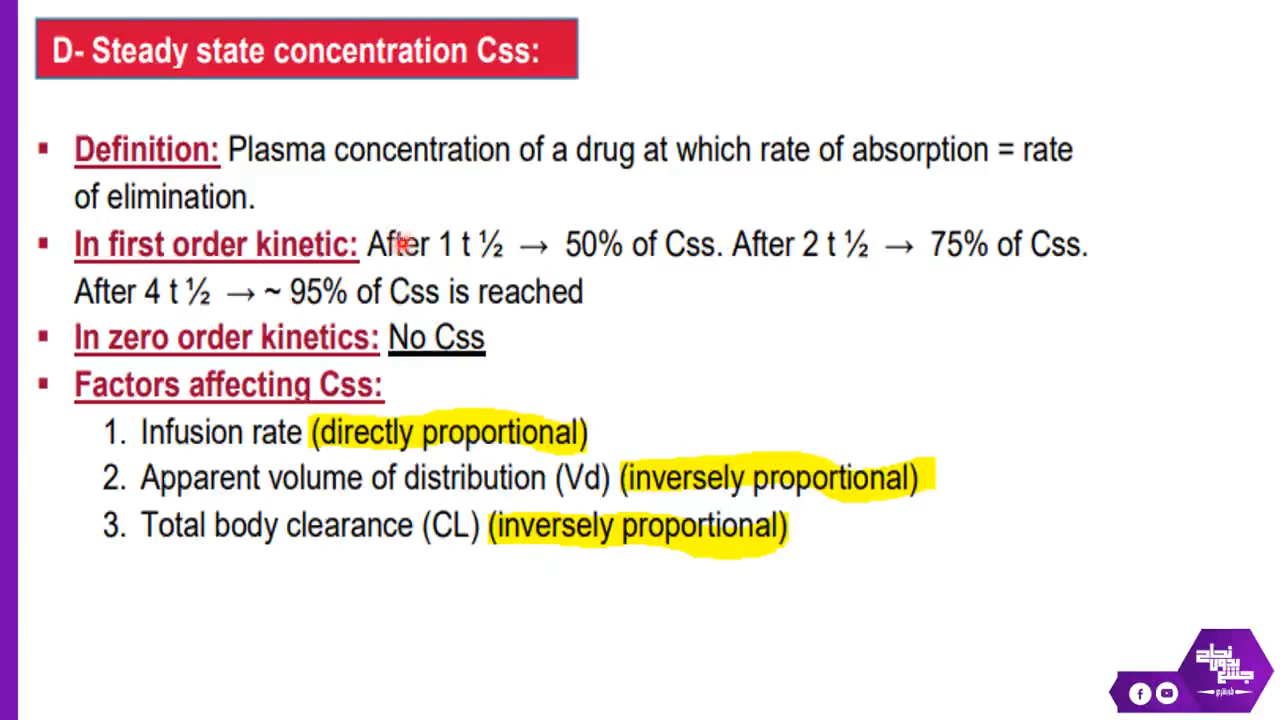 D- Steady state concentration Css:
▪ Definition: Plasma concentration of a drug at which rate of absorption = rate
of elimination.
▪ In first order kinetic: After 1 t ½ → 50% of Css. After 2 t ½ → 75% of Css.
After 4 t ½ → ~ 95% of Css is reached
▪ In zero order kinetics: No Css
▪ Factors affecting Css:
1. Infusion rate (directly proportional)
2. Apparent volume of distribution (Vd) (inversely proportional)
3. Total body clearance (CL) (inversely proportional)
نجاح
بدون